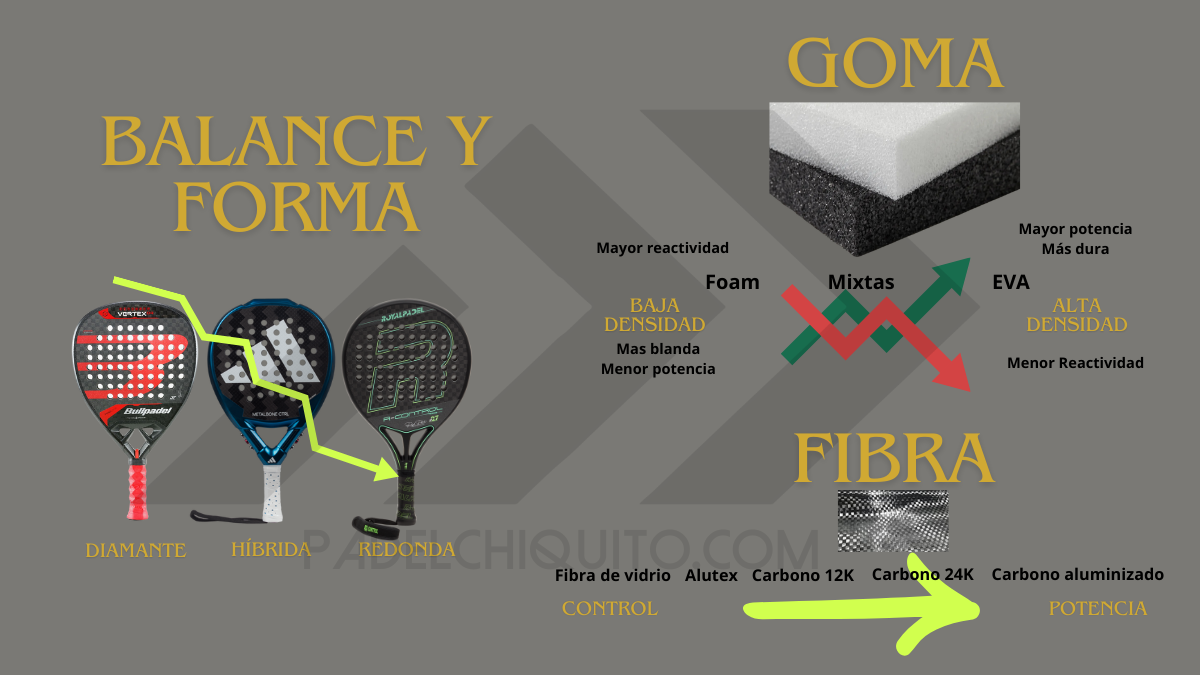 BALANCE Y
FORMA
VORTEX
Bullpadel
METALBONE CTRL
ROYALPADEL
R-CONTROL
DIAMANTE
HÍBRIDA
REDONDA
GOMA
Mayor reactividad
Mayor potencia
Más dura
Foam
Mixtas
EVA
BAJA
DENSIDAD
ALTA
DENSIDAD
Mas blanda
Menor potencia
Menor Reactividad
FIBRA
PADELCHIQUITO.COM
Fibra de vidrio
Alutex
Carbono 12K
Carbono 24K
Carbono aluminizado
CONTROL
POTENCIA